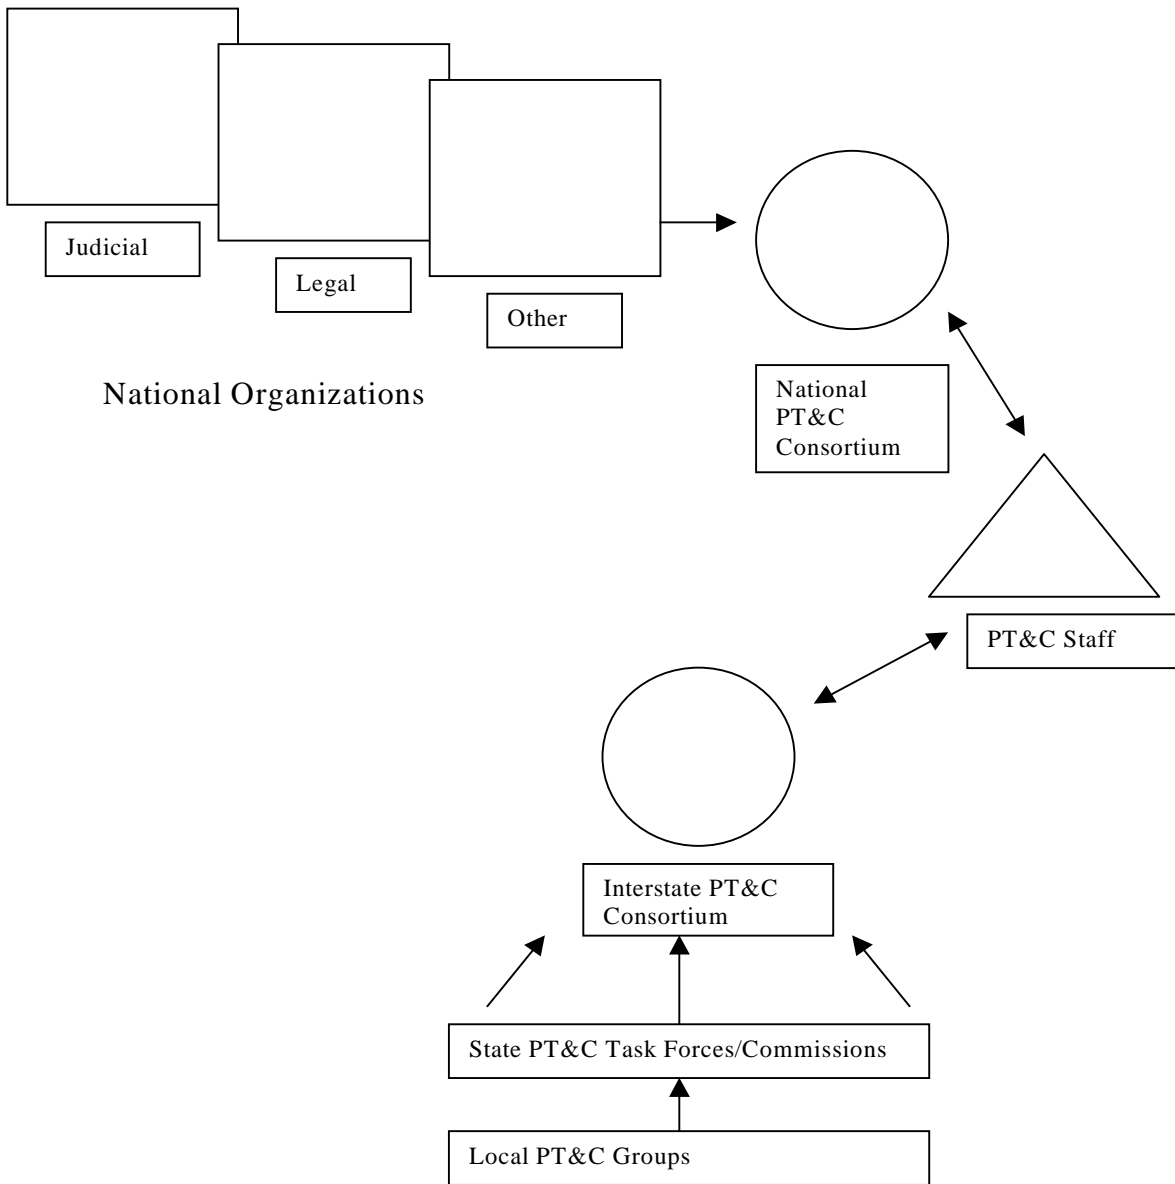 Judicial
Legal
Other
National Organizations
National
PT&C
Consortium
PT&C Staff
Interstate PT&C
Consortium
State PT&C Task Forces/Commissions
Local PT&C Groups